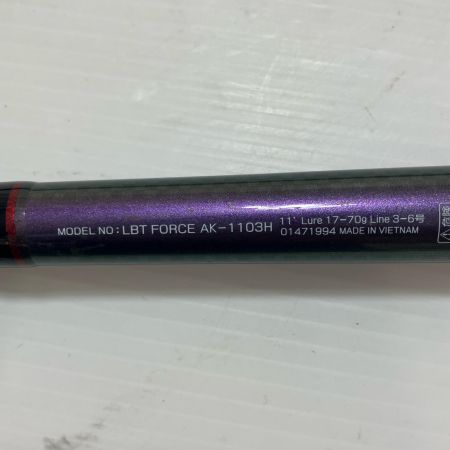 MODEL NO: LBT FORCE AK-1103H
11' Lure 17-70g Line 3-6号
01471994 MADE IN VIETNAM